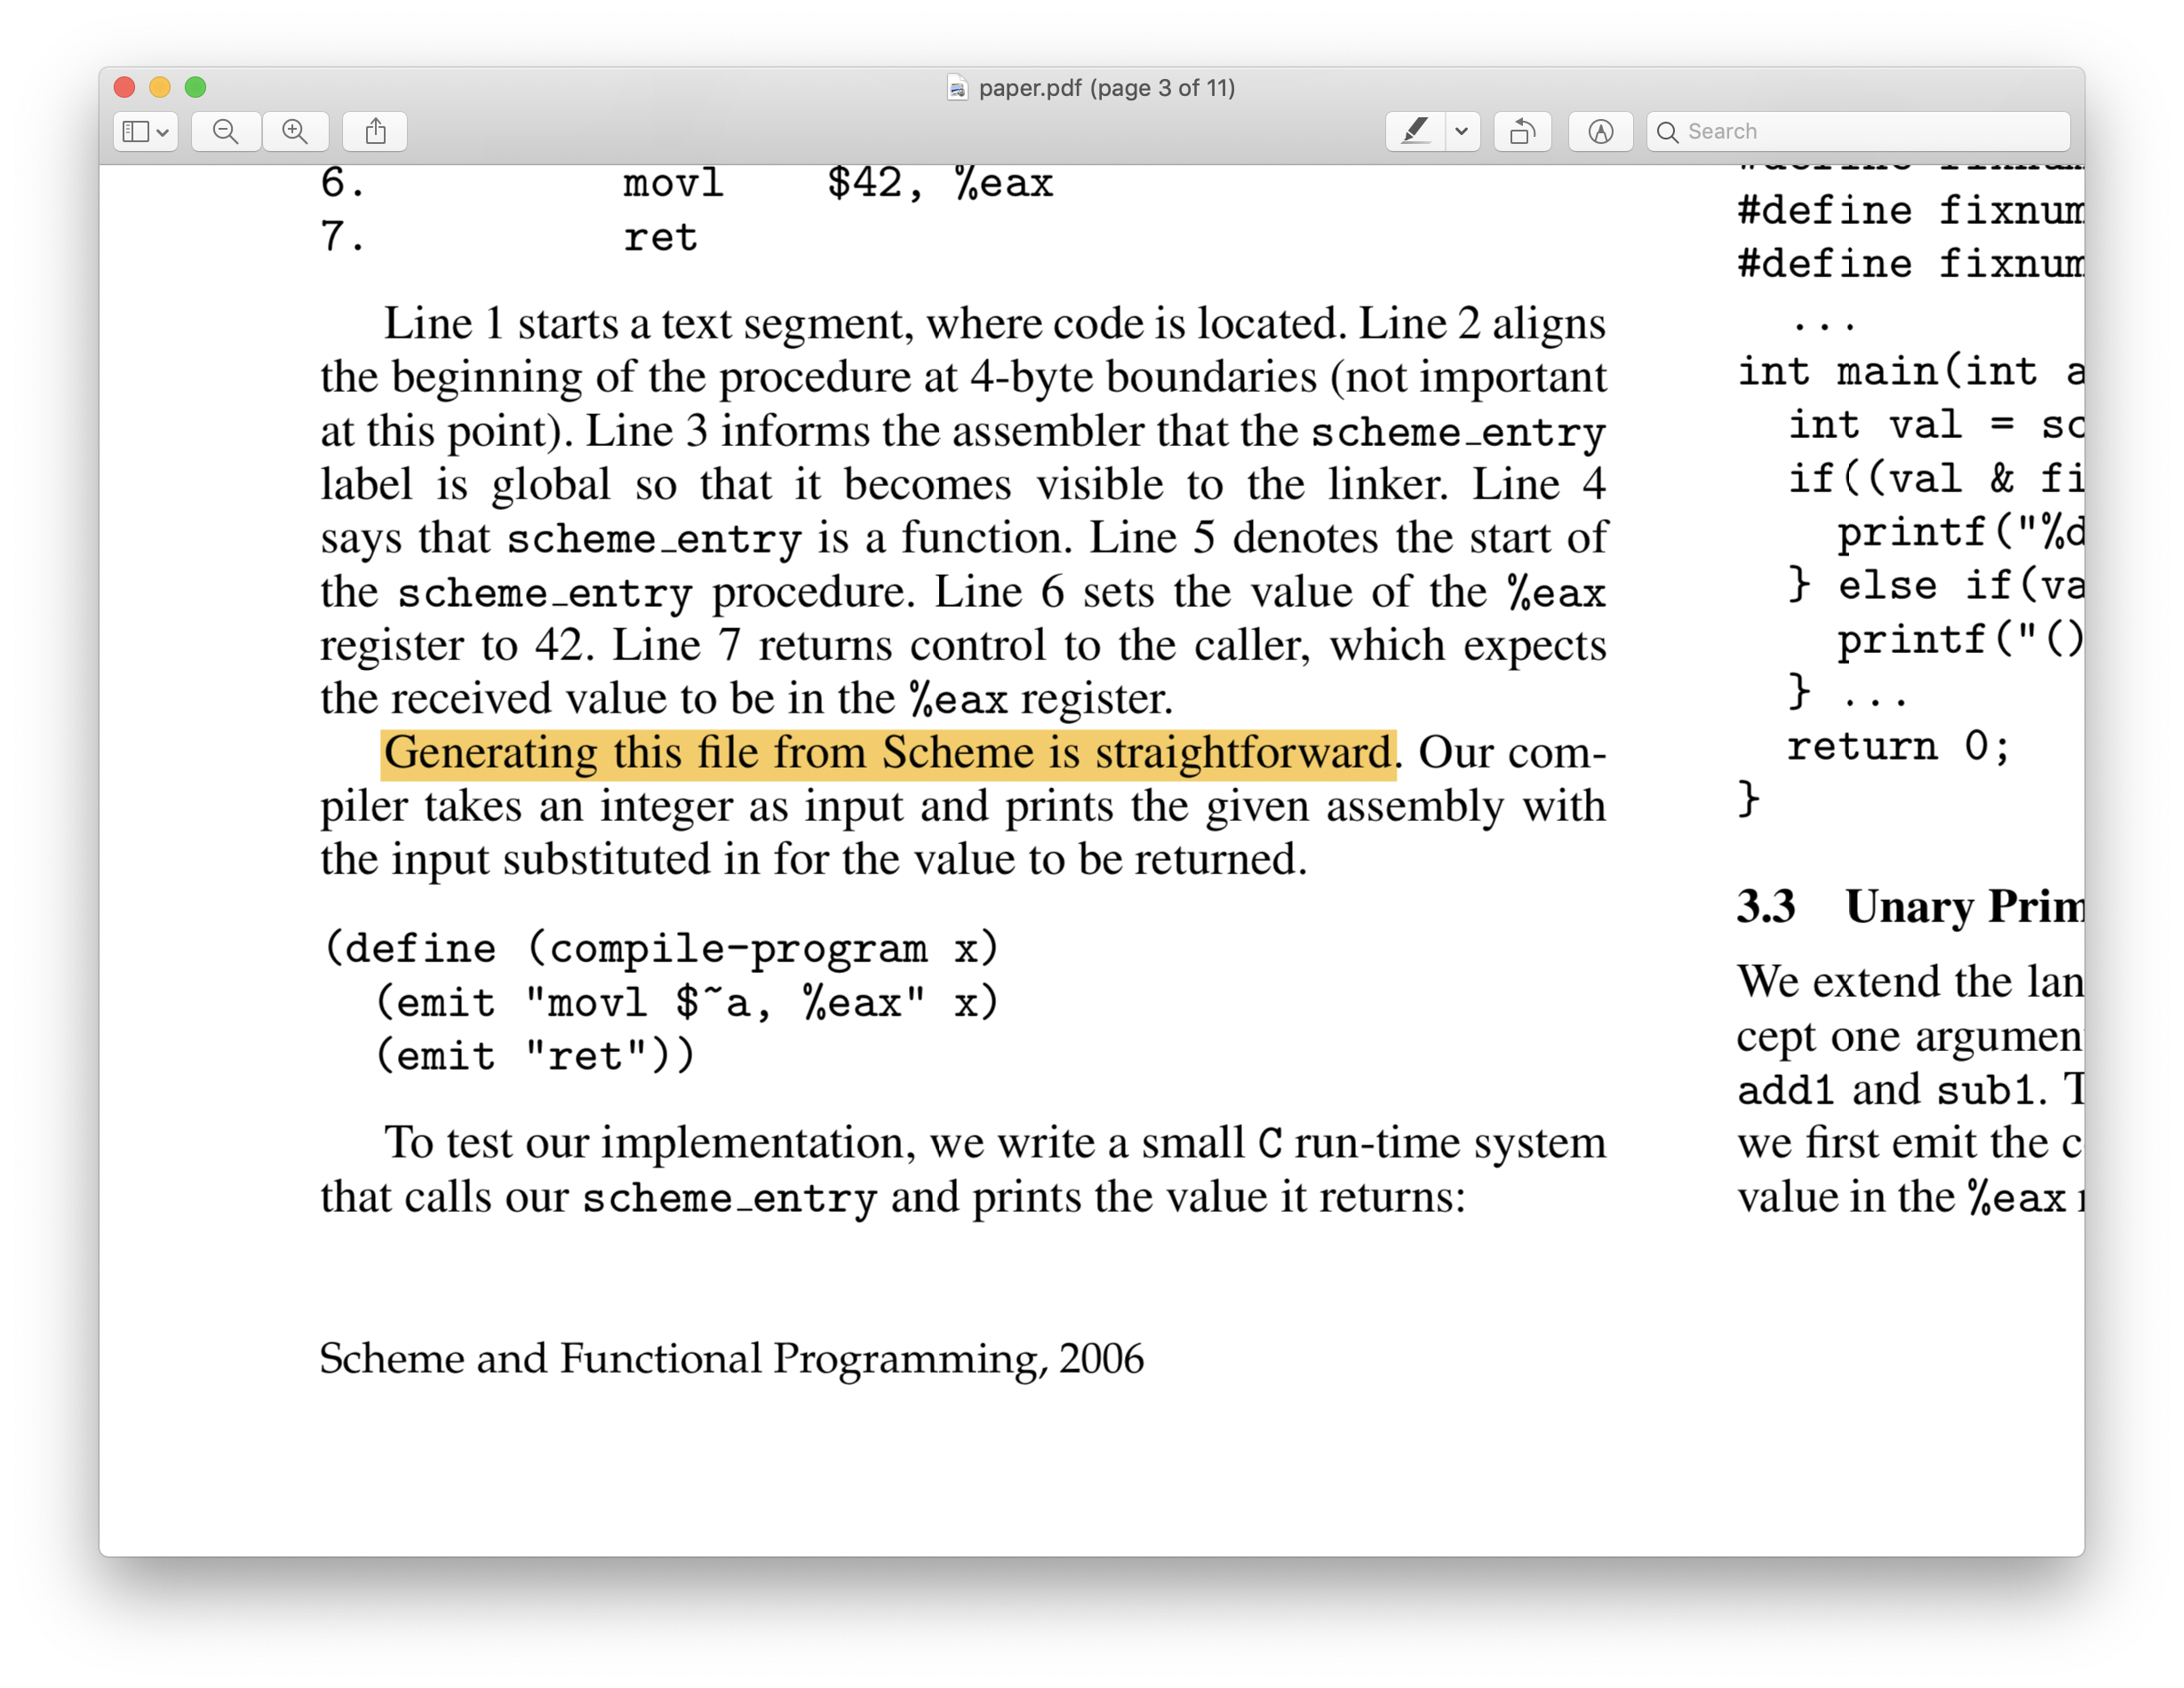 paper.pdf (page 3 of 11)
Search
6. movl $42, %eax
7. ret
Line 1 starts a text segment, where code is located. Line 2 aligns
the beginning of the procedure at 4-byte boundaries (not important
at this point). Line 3 informs the assembler that the scheme_entry
label is global so that it becomes visible to the linker. Line 4
says that scheme_entry is a function. Line 5 denotes the start of
the scheme_entry procedure. Line 6 sets the value of the %eax
register to 42. Line 7 returns control to the caller, which expects
the received value to be in the %eax register.
Generating this file from Scheme is straightforward. Our com-
piler takes an integer as input and prints the given assembly with
the input substituted in for the value to be returned.
(define (compile-program x)
(emit "movl $~a, %eax" x)
(emit "ret"))
To test our implementation, we write a small C run-time system
that calls our scheme_entry and prints the value it returns:
Scheme and Functional Programming, 2006
#define fixnum
#define fixnum
#define fixnum
...
int main(int a
int val = sc
if((val & fi
printf("%d
} else if(va
printf("()
} ...
return 0;
}
3.3 Unary Prim
We extend the lan
cept one argumen
add1 and sub1. T
we first emit the c
value in the %eax